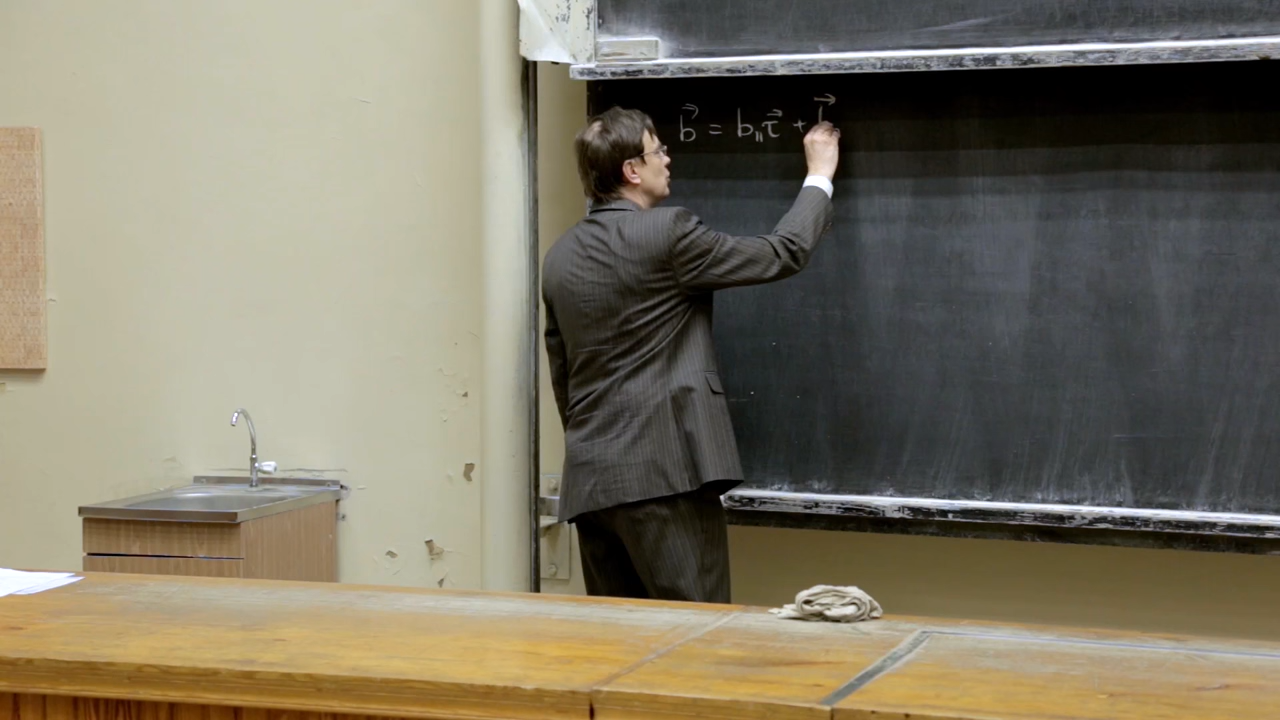 b⃗ = b∥ τ⃗ +